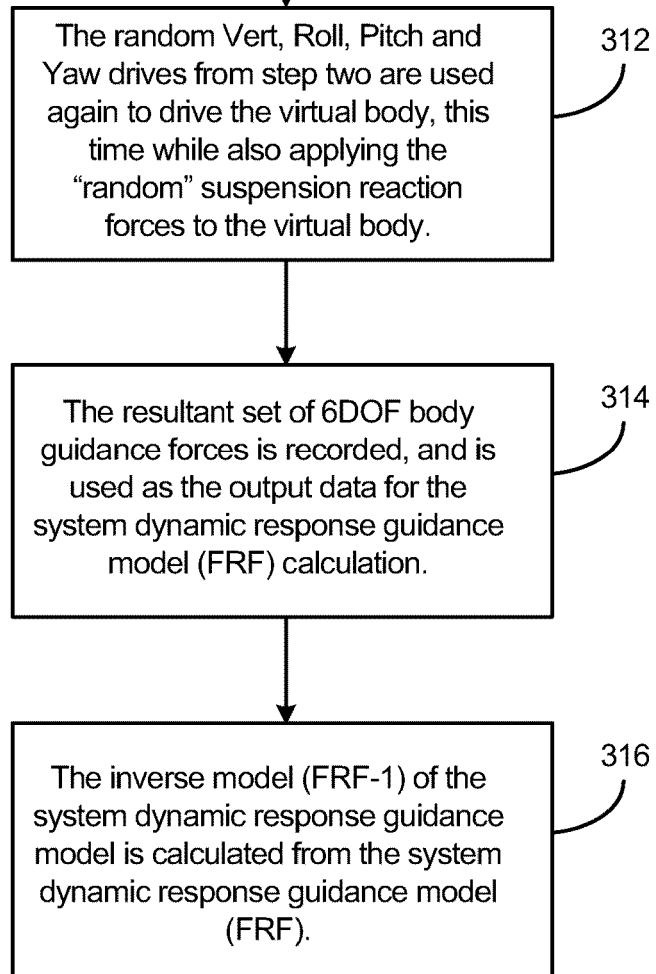 The random Vert, Roll, Pitch and
Yaw drives from step two are used
again to drive the virtual body, this
time while also applying the
“random” suspension reaction
forces to the virtual body.
312
The resultant set of 6DOF body
guidance forces is recorded, and is
used as the output data for the
system dynamic response guidance
model (FRF) calculation.
314
The inverse model (FRF-1) of the
system dynamic response guidance
model is calculated from the system
dynamic response guidance model
(FRF).
316